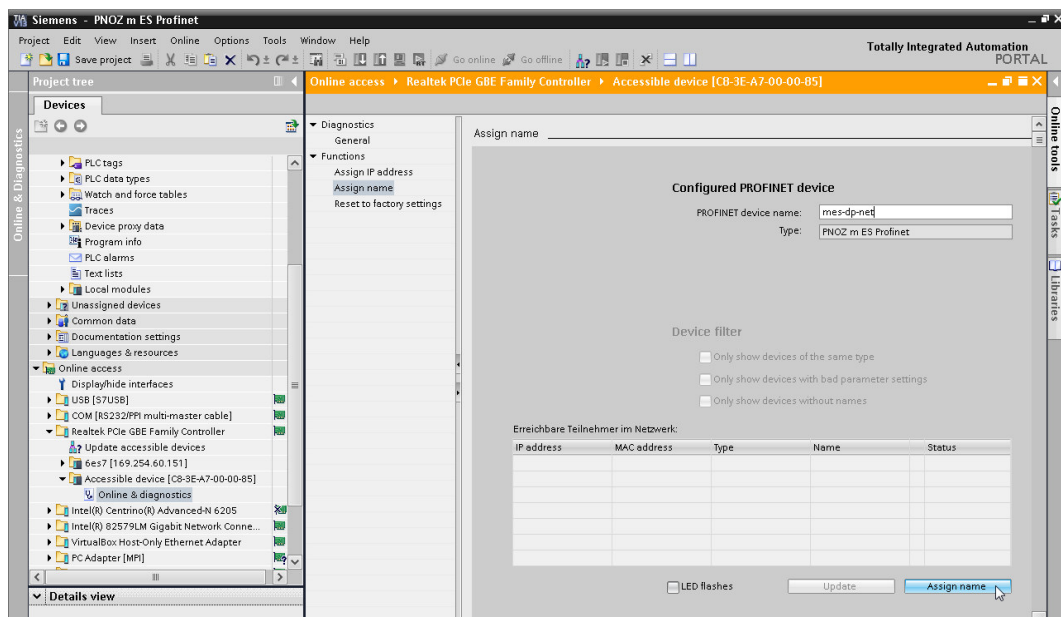 Siemens - PNOZ m ES Profinet
Project Edit View Insert Online Options Tools Window Help
Totally Integrated Automation
PORTAL
Save project
Go online
Go offline
Project tree
Online access ▸ Realtek PCIe GBE Family Controller ▸ Accessible device [C8-3E-A7-00-00-85]
Devices
Online & Diagnostics
PLC tags
PLC data types
Watch and force tables
Traces
Device proxy data
Program info
PLC alarms
Text lists
Local modules
Unassigned devices
Common data
Documentation settings
Languages & resources
Online access
Display/hide interfaces
USB [S7USB]
COM [RS232/PPI multi-master cable]
Realtek PCIe GBE Family Controller
Update accessible devices
6es7 [169.254.60.151]
Accessible device [C8-3E-A7-00-00-85]
Online & diagnostics
Intel(R) Centrino(R) Advanced-N 6205
Intel(R) 82579LM Gigabit Network Conne...
VirtualBox Host-Only Ethernet Adapter
PC Adapter [MPI]
Details view
Diagnostics
General
Functions
Assign IP address
Assign name
Reset to factory settings
Assign name
Configured PROFINET device
PROFINET device name: mes-dp-net
Type: PNOZ m ES Profinet
Device filter
Only show devices of the same type
Only show devices with bad parameter settings
Only show devices without names
Erreichbare Teilnehmer im Netzwerk:
IP address MAC address Type Name Status
LED flashes Update Assign name
Online tools
Tasks
Libraries